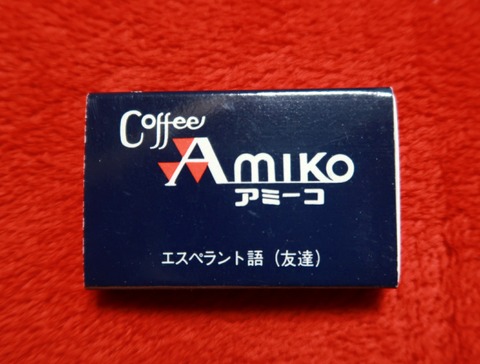 Coffee
AMIKO
アミーコ
エスペラント語（友達）